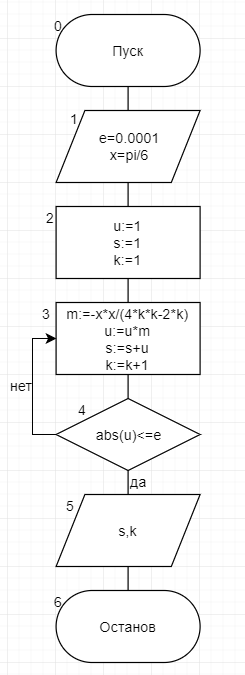 0
Пуск
1
e=0.0001
x=pi/6
2
u:=1
s:=1
k:=1
3
m:=-x*x/(4*k*k-2*k)
u:=u*m
s:=s+u
k:=k+1
нет
4
abs(u)<=e
да
5
s,k
6
Останов